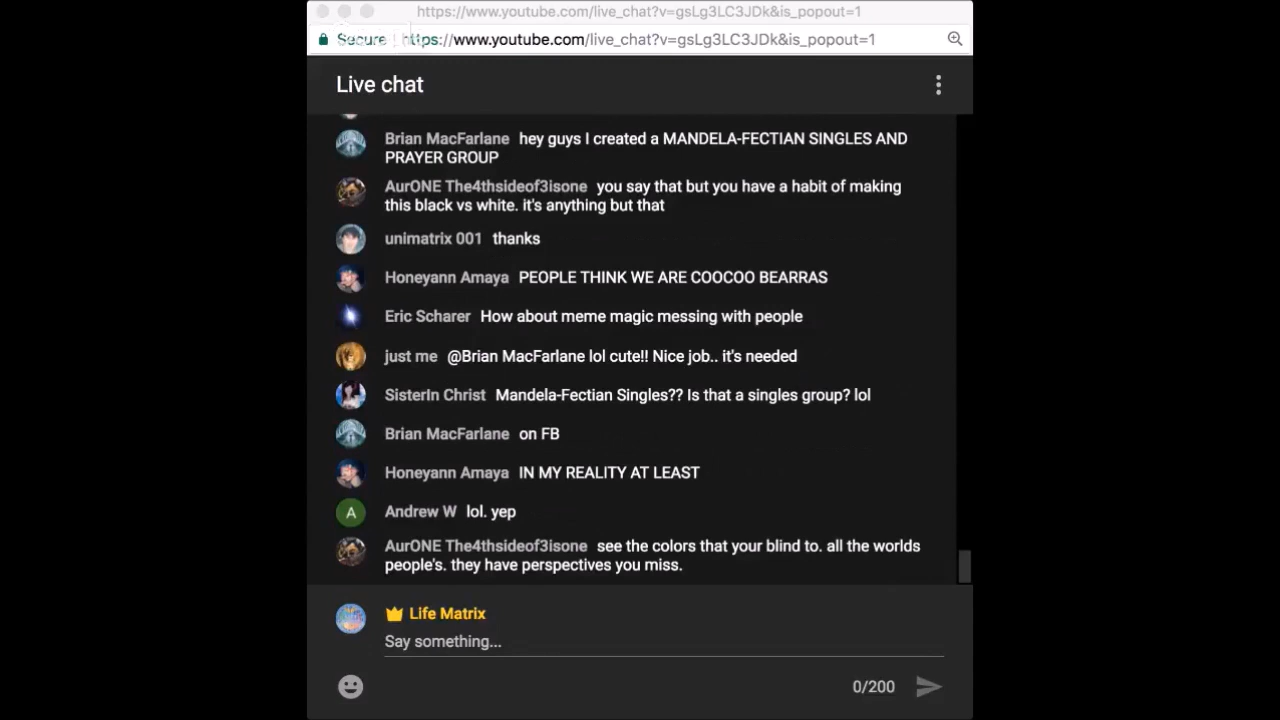 https://www.youtube.com/live_chat?v=gsLg3LC3JDk&is_popout=1
Secure https://www.youtube.com/live_chat?v=gsLg3LC3JDk&is_popout=1
Live chat
Brian MacFarlane hey guys I created a MANDELA-FECTIAN SINGLES AND
PRAYER GROUP
AurONE The4thsideof3isone you say that but you have a habit of making
this black vs white. it's anything but that
unimatrix 001 thanks
Honeyann Amaya PEOPLE THINK WE ARE COOCOO BEARRAS
Eric Scharer How about meme magic messing with people
just me @Brian MacFarlane lol cute!! Nice job.. it's needed
SisterIn Christ Mandela-Fectian Singles?? Is that a singles group? lol
Brian MacFarlane on FB
Honeyann Amaya IN MY REALITY AT LEAST
A Andrew W lol. yep
AurONE The4thsideof3isone see the colors that your blind to. all the worlds
people's. they have perspectives you miss.
Life Matrix
Say something...
0/200